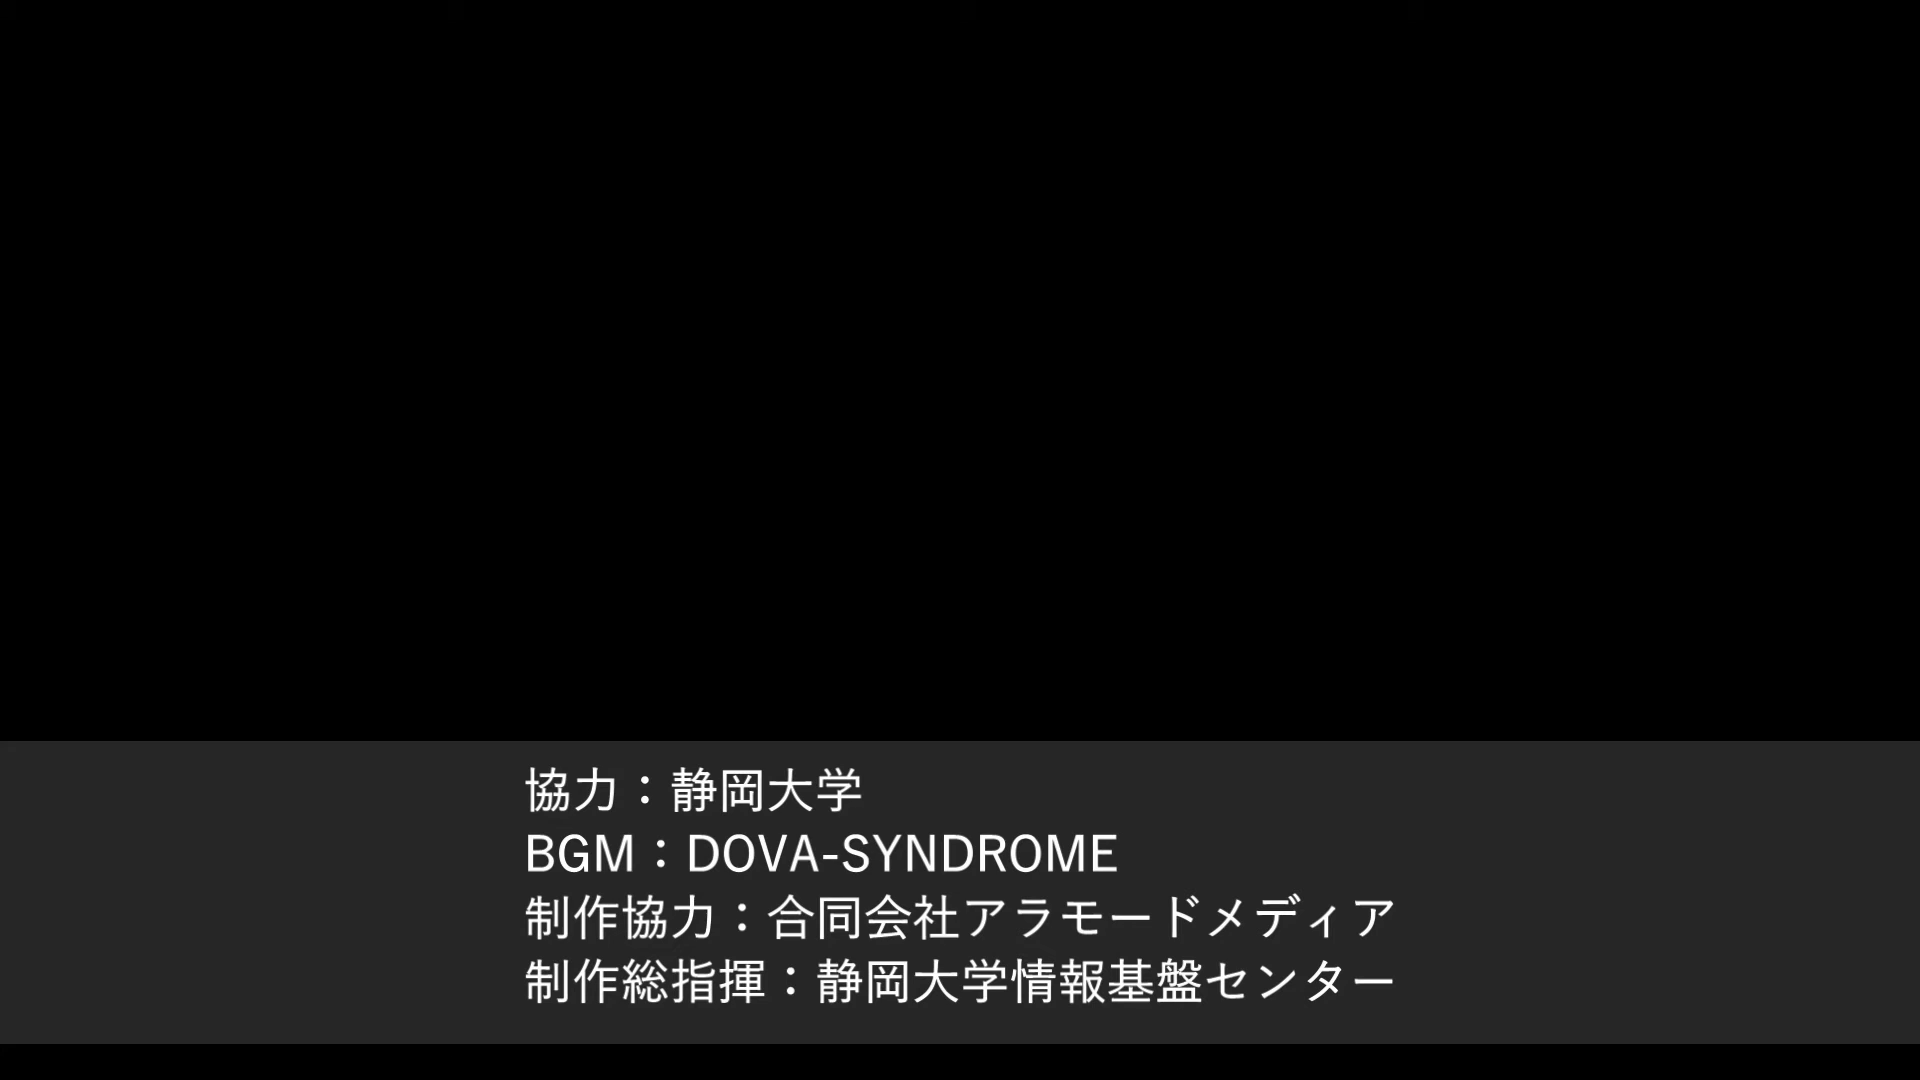 協力：静岡大学
BGM：DOVA-SYNDROME
制作協力：合同会社アラモードメディア
制作総指揮：静岡大学情報基盤センター